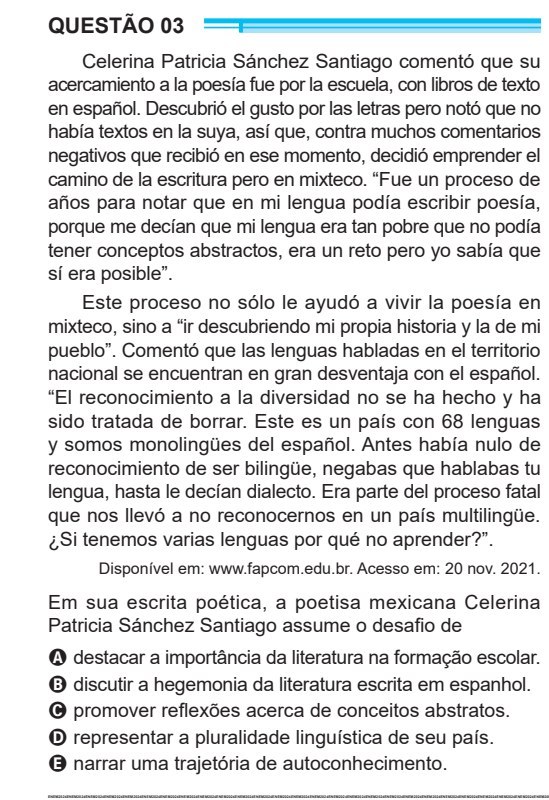 QUESTÃO 03
Celerina Patricia Sánchez Santiago comentó que su
acercamiento a la poesía fue por la escuela, con libros de texto
en español. Descubrió el gusto por las letras pero notó que no
había textos en la suya, así que, contra muchos comentarios
negativos que recibió en ese momento, decidió emprender el
camino de la escritura pero en mixteco. “Fue un proceso de
años para notar que en mi lengua podía escribir poesía,
porque me decían que mi lengua era tan pobre que no podía
tener conceptos abstractos, era un reto pero yo sabía que
sí era posible”.
Este proceso no sólo le ayudó a vivir la poesía en
mixteco, sino a “ir descubriendo mi propia historia y la de mi
pueblo”. Comentó que las lenguas habladas en el territorio
nacional se encuentran en gran desventaja con el español.
“El reconocimiento a la diversidad no se ha hecho y ha
sido tratada de borrar. Este es un país con 68 lenguas
y somos monolingües del español. Antes había nulo de
reconocimiento de ser bilingüe, negabas que hablabas tu
lengua, hasta le decían dialecto. Era parte del proceso fatal
que nos llevó a no reconocernos en un país multilingüe.
¿Si tenemos varias lenguas por qué no aprender?”.
Disponível em: www.fapcom.edu.br. Acesso em: 20 nov. 2021.
Em sua escrita poética, a poetisa mexicana Celerina
Patricia Sánchez Santiago assume o desafio de
A destacar a importância da literatura na formação escolar.
B discutir a hegemonia da literatura escrita em espanhol.
C promover reflexões acerca de conceitos abstratos.
D representar a pluralidade linguística de seu país.
E narrar uma trajetória de autoconhecimento.